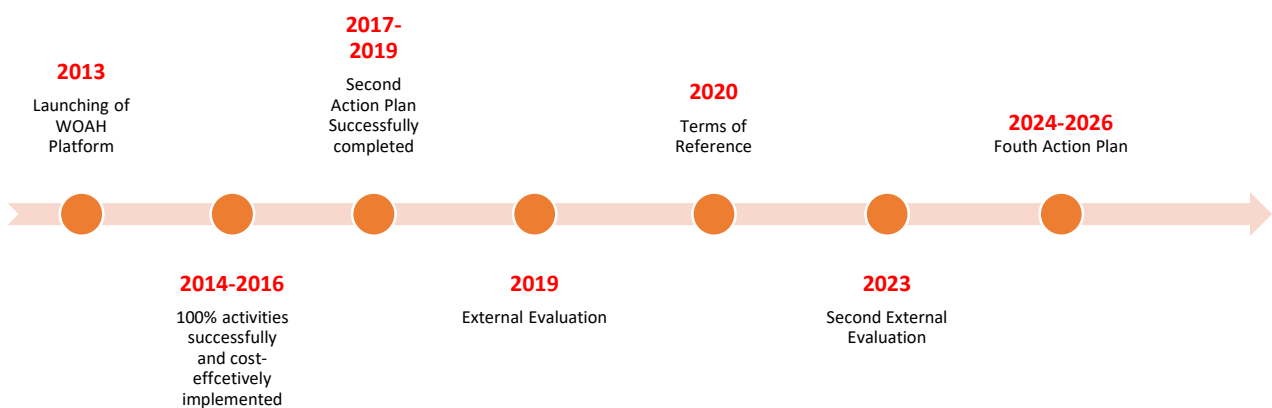 2013
Launching of
WOAH
Platform
2014-2016
100% activities
successfully
and cost-
effcetively
implemented
2017-
2019
Second
Action Plan
Successfully
completed
2019
External Evaluation
2020
Terms of
Reference
2023
Second External
Evaluation
2024-2026
Fouth Action Plan